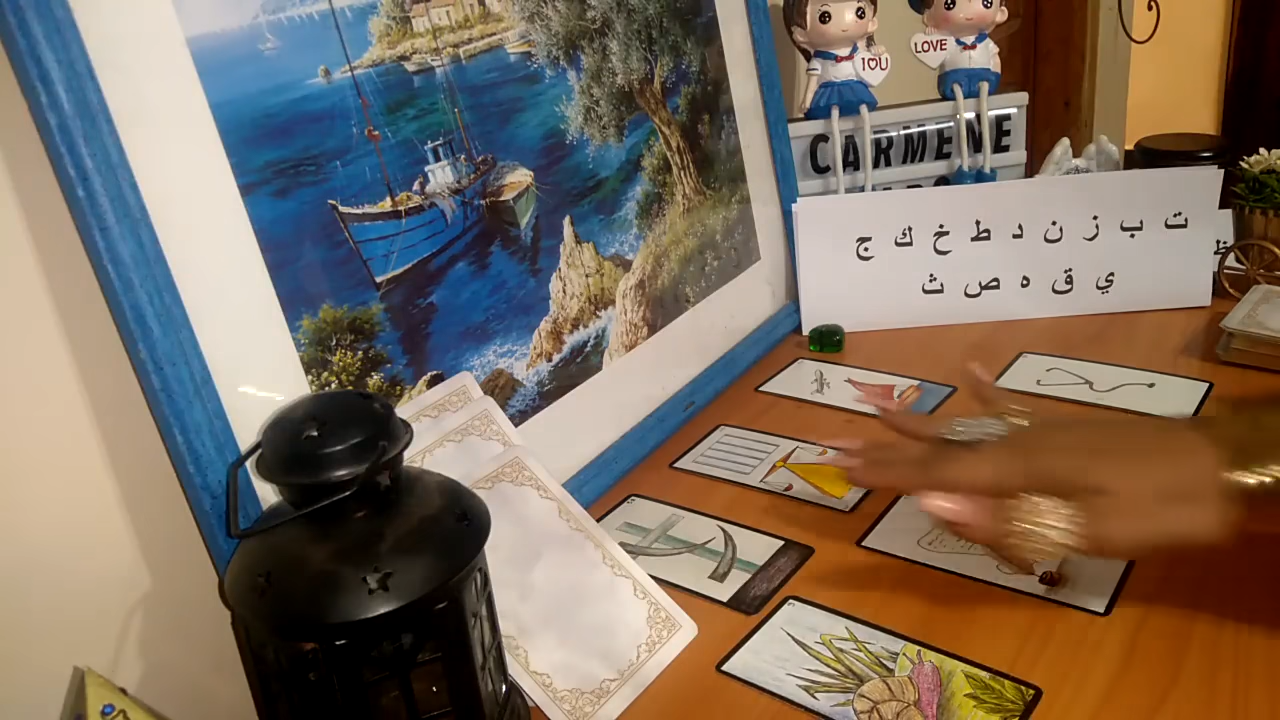 I♡U
LOVE
CARMENE
ت ب ز ن د ط خ ك ج
ي ق ه ص ث
ظ